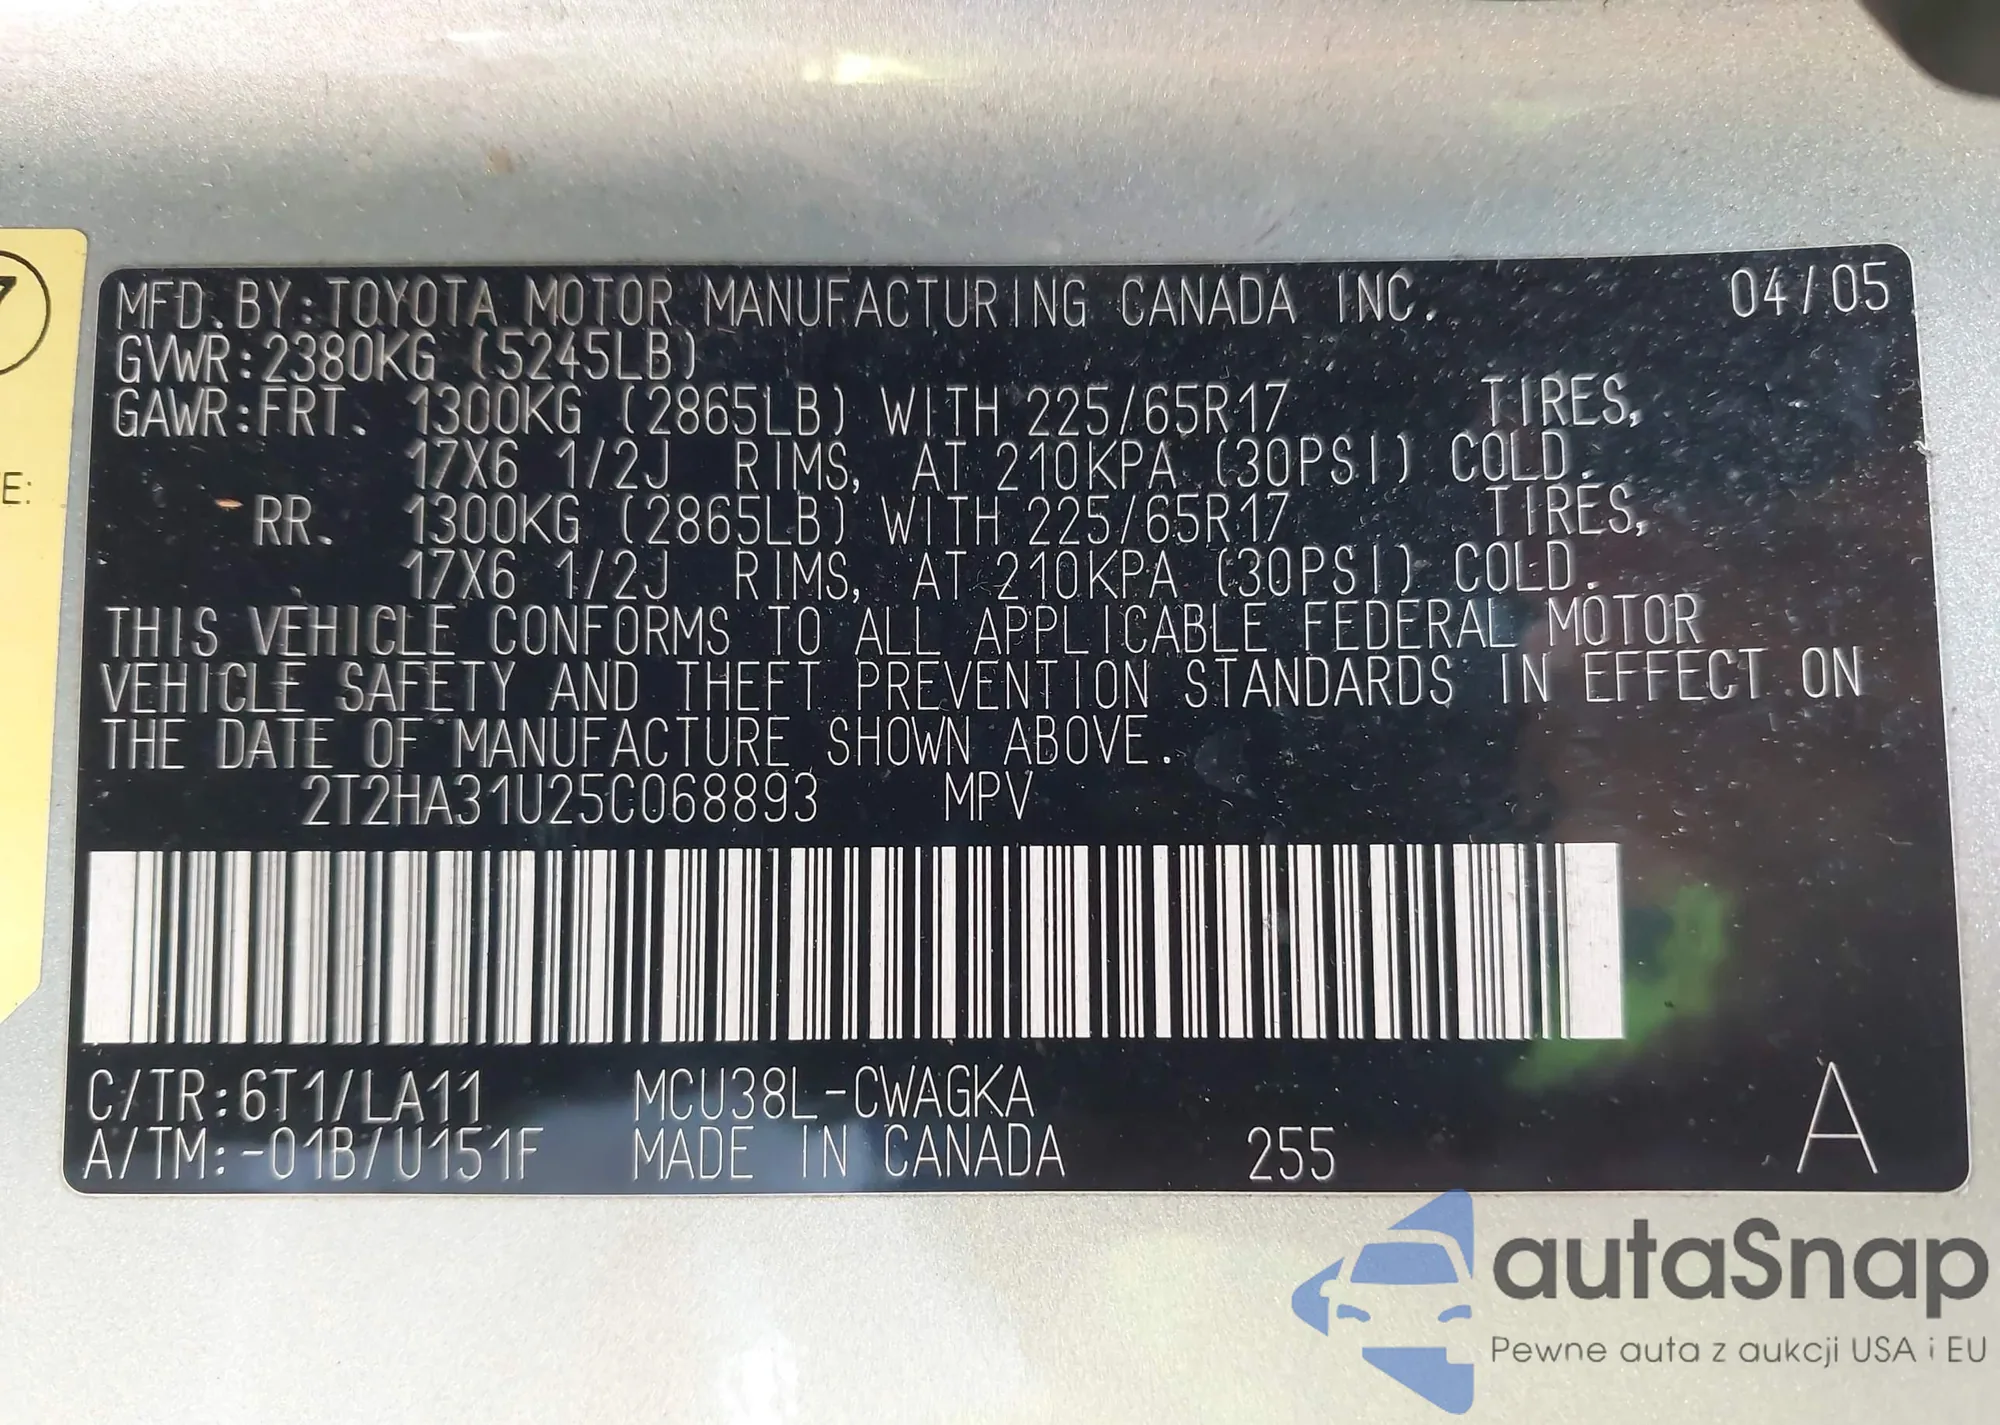 MFD. BY: TOYOTA MOTOR MANUFACTURING CANADA INC. 04/05
GVWR:2380KG (5245LB)
GAWR:FRT. 1300KG (2865LB) WITH 225/65R17 TIRES,
17X6 1/2J RIMS, AT 210KPA (30PSI) COLD.
RR. 1300KG (2865LB) WITH 225/65R17 TIRES,
17X6 1/2J RIMS, AT 210KPA (30PSI) COLD.
THIS VEHICLE CONFORMS TO ALL APPLICABLE FEDERAL MOTOR
VEHICLE SAFETY AND THEFT PREVENTION STANDARDS IN EFFECT ON
THE DATE OF MANUFACTURE SHOWN ABOVE.
2T2HA31U25C068893 MPV
C/TR:6T1/LA11 MCU38L-CWAGKA
A/TM:-01B/U151F MADE IN CANADA 255 A
7
E:
autaSnap
Pewne auta z aukcji USA i EU